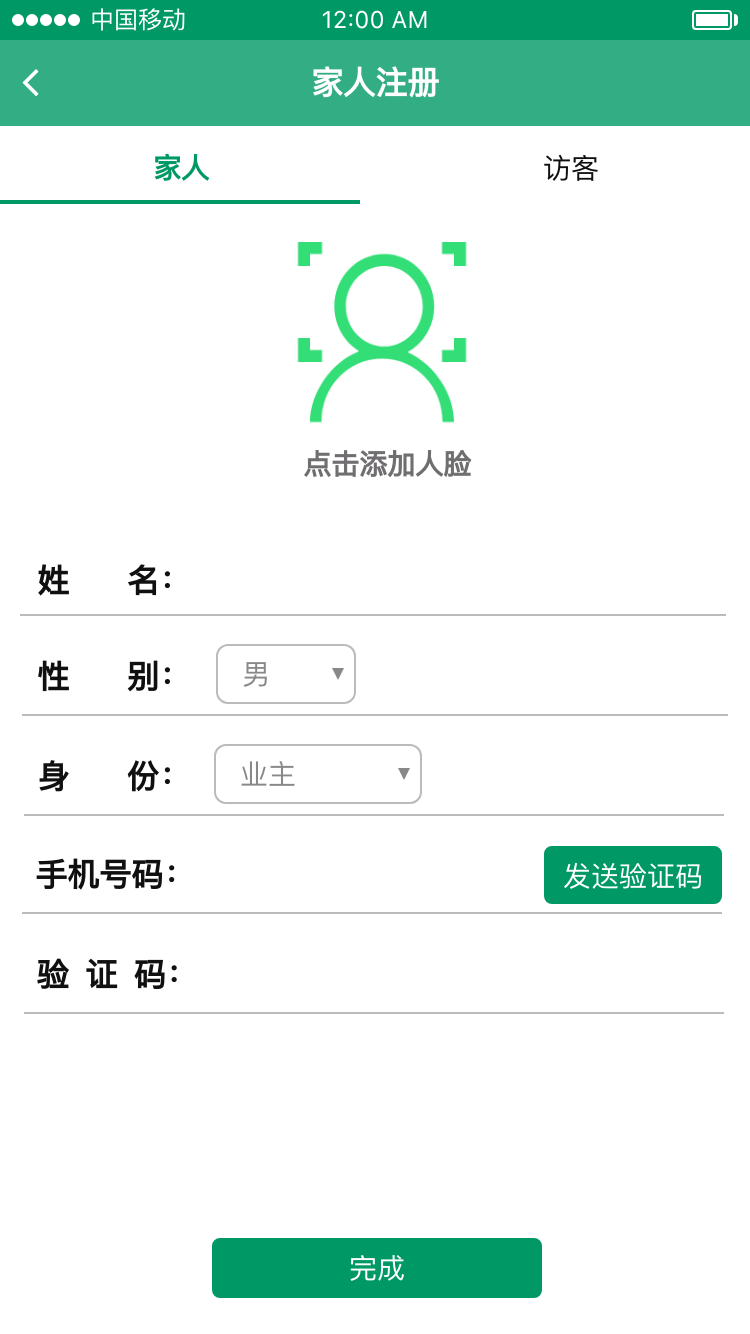 中国移动 12:00 AM
家人注册
家人 访客
点击添加人脸
姓 名：
性 别： 男
身 份： 业主
手机号码： 发送验证码
验 证 码：
完成